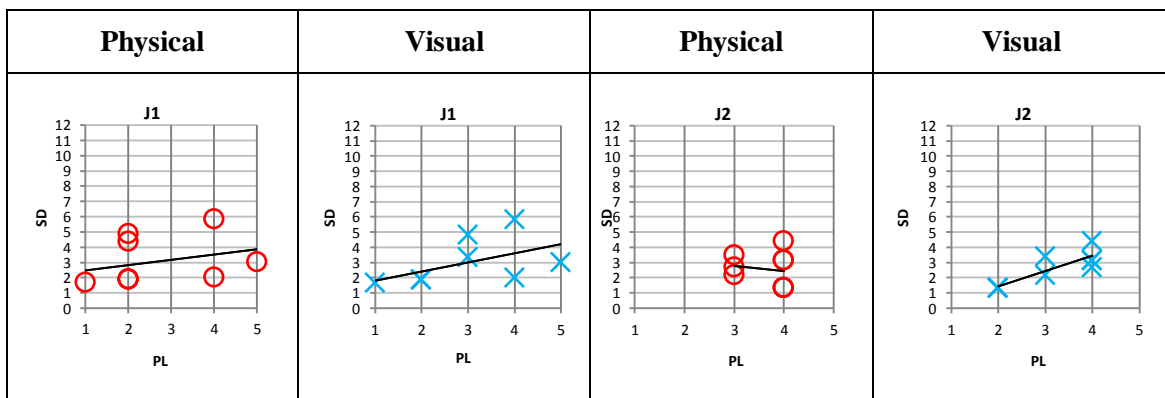 Physical Visual Physical Visual
J1 J1 J2 J2
12 12 12 12
11 11 11 11
10 10 10 10
9 9 9 9
8 8 8 8
7 7 7 7
6 6 6 6
5 5 5 5
4 4 4 4
3 3 3 3
2 2 2 2
1 1 1 1
0 0 0 0
SD SD SD SD
1 2 3 4 5 1 2 3 4 5 1 2 3 4 5 1 2 3 4 5
PL PL PL PL